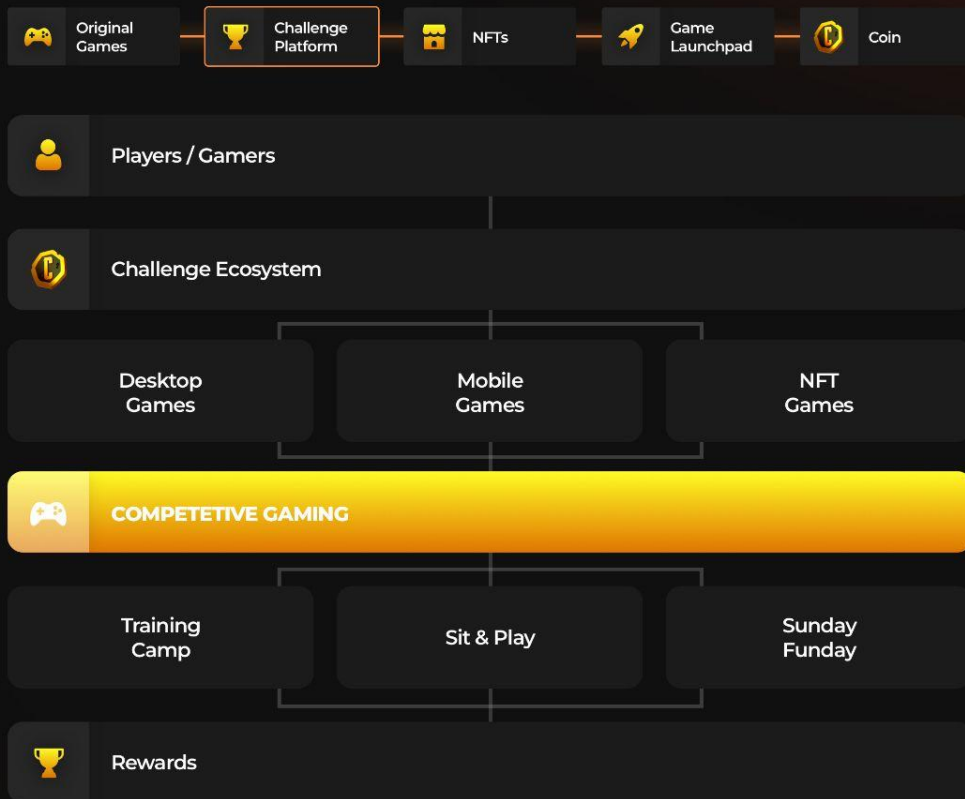 Original
Games
Challenge
Platform
NFTs
Game
Launchpad
Coin
Players / Gamers
Challenge Ecosystem
Desktop
Games
Mobile
Games
NFT
Games
COMPETETIVE GAMING
Training
Camp
Sit & Play
Sunday
Funday
Rewards